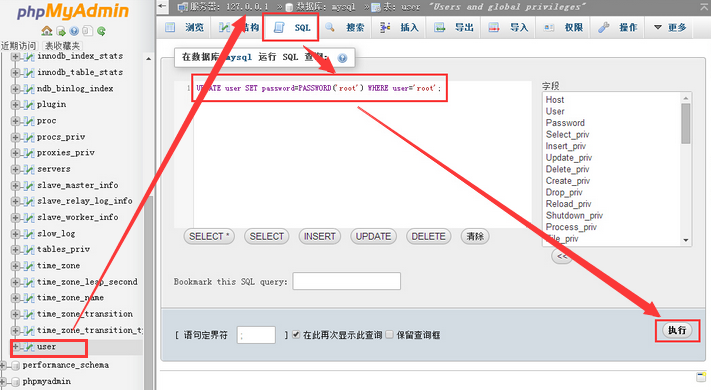 phpMyAdmin
近期访问 表收藏夹
innodb_index_stats
innodb_table_stats
ndb_binlog_index
plugin
proc
procs_priv
proxies_priv
servers
slave_master_info
slave_relay_log_info
slave_worker_info
slow_log
tables_priv
time_zone
time_zone_leap_second
time_zone_name
time_zone_transition
time_zone_transition_t
user
performance_schema
phpmyadmin
服务器: 127.0.0.1 » 数据库: mysql » 表: user "Users and global privileges"
浏览 结构 SQL 搜索 插入 导出 导入 权限 操作 更多
在数据库 mysql 运行 SQL 查询:
1 UPDATE user SET password=PASSWORD('root') WHERE user='root';
SELECT * SELECT INSERT UPDATE DELETE 清除
字段
Host
User
Password
Select_priv
Insert_priv
Update_priv
Delete_priv
Create_priv
Drop_priv
Reload_priv
Shutdown_priv
Process_priv
File_priv
<<
Bookmark this SQL query:
[ 语句定界符 ; ] 在此再次显示此查询 保留查询框
执行